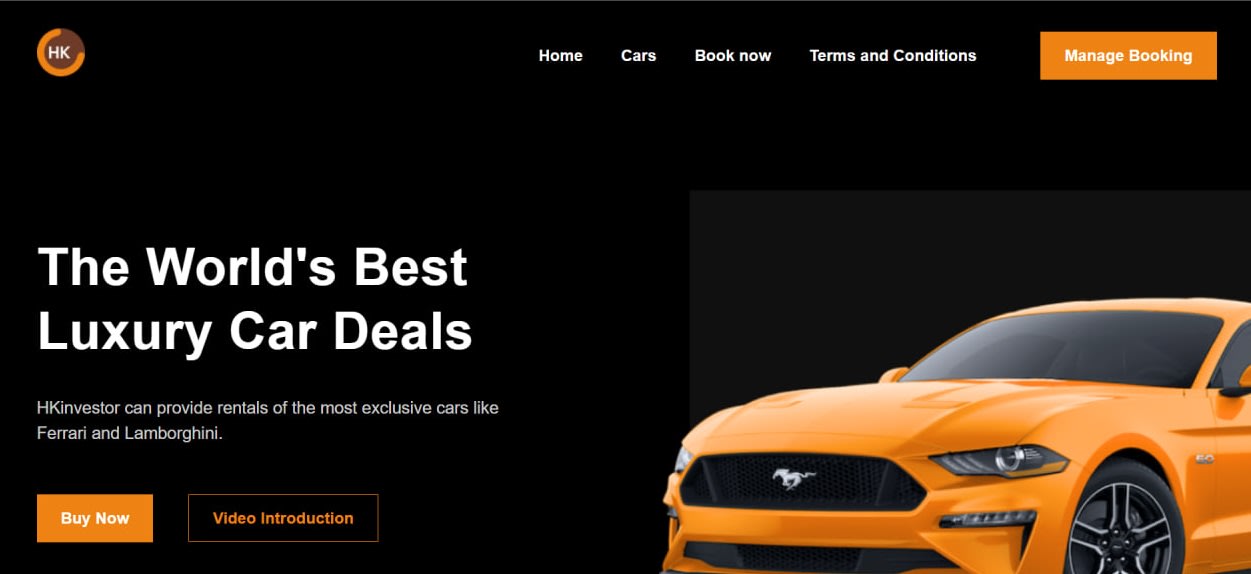 HK
Home
Cars
Book now
Terms and Conditions
Manage Booking
The World's Best
Luxury Car Deals
HKinvestor can provide rentals of the most exclusive cars like
Ferrari and Lamborghini.
Buy Now
Video Introduction
5.0